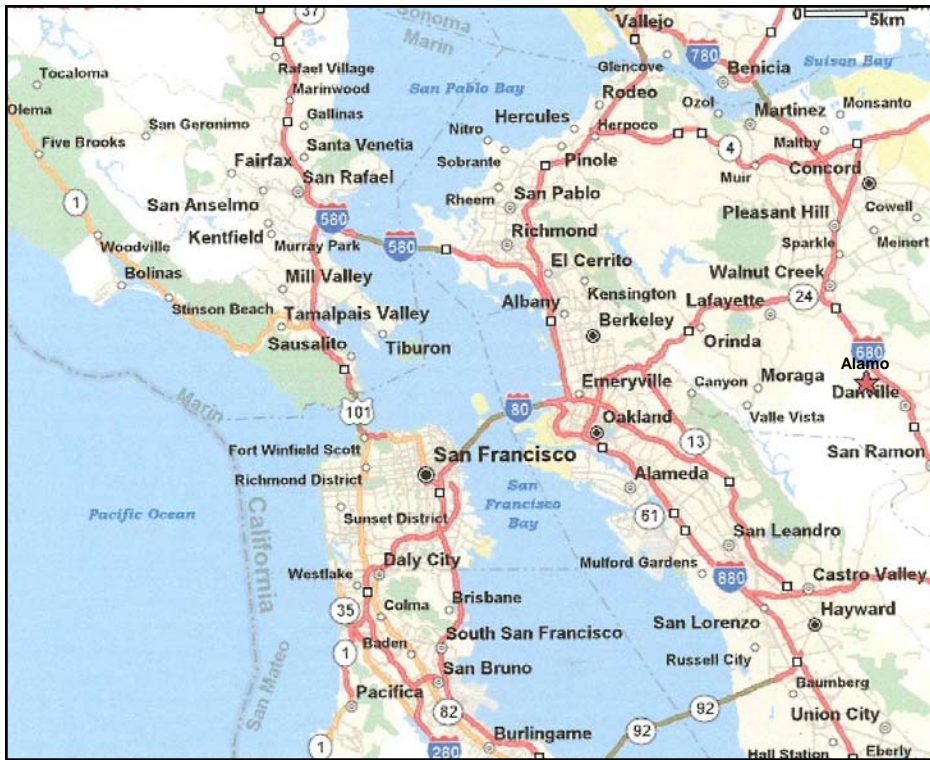 37
Sonoma
Marin
Vallejo
0
5km
Tocaloma
Rafael Village
Glencove
780
Benicia
Suison Bay
Olema
Marinwood
San Pablo Bay
Rodeo
Ozol
Martinez
Monsanto
Gallinas
Hercules
San Geronimo
Nitro
Herpoco
Maltby
Five Brooks
Santa Venetia
Sobrante
Pinole
4
Fairfax
San Rafael
Muir
Concord
San Anselmo
Rheem
San Pablo
1
580
Pleasant Hill
Cowell
Kentfield
Murray Park
580
Richmond
Sparkle
Meinert
Woodville
Bolinas
Mill Valley
El Cerrito
Walnut Creek
Kensington
24
Stinson Beach
Tamalpais Valley
Albany
Lafayette
Berkeley
Sausalito
Tiburon
Orinda
680
Alamo
Emeryville
Canyon
Moraga
Danville
Marin
101
80
Oakland
Valle Vista
Fort Winfield Scott
13
San Francisco
San Ramon
Richmond District
Alameda
San
Francisco
Bay
Pacific Ocean
California
Sunset District
61
San Leandro
Daly City
Mulford Gardens
880
Castro Valley
Westlake
35
Colma
Brisbane
Hayward
San Lorenzo
1
Baden
South San Francisco
San Mateo
San Bruno
Russell City
Pacifica
Baumberg
82
92
Union City
1
280
Burlingame
92
Hall Station
Eberly